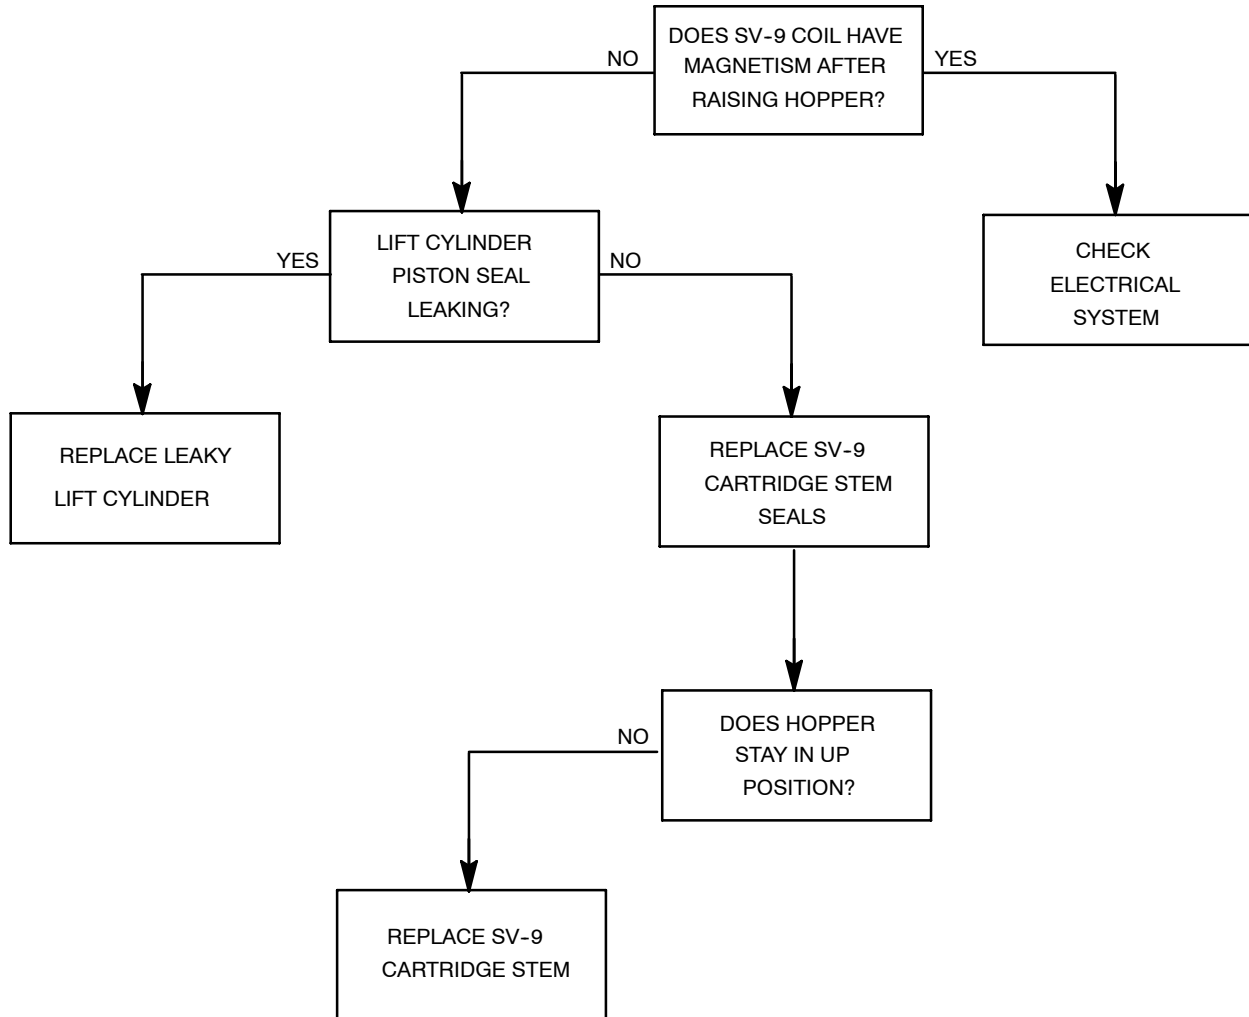 DOES SV-9 COIL HAVE
MAGNETISM AFTER
RAISING HOPPER?
NO
YES
LIFT CYLINDER
PISTON SEAL
LEAKING?
YES
NO
CHECK
ELECTRICAL
SYSTEM
REPLACE LEAKY
LIFT CYLINDER
REPLACE SV-9
CARTRIDGE STEM
SEALS
DOES HOPPER
STAY IN UP
POSITION?
NO
REPLACE SV-9
CARTRIDGE STEM